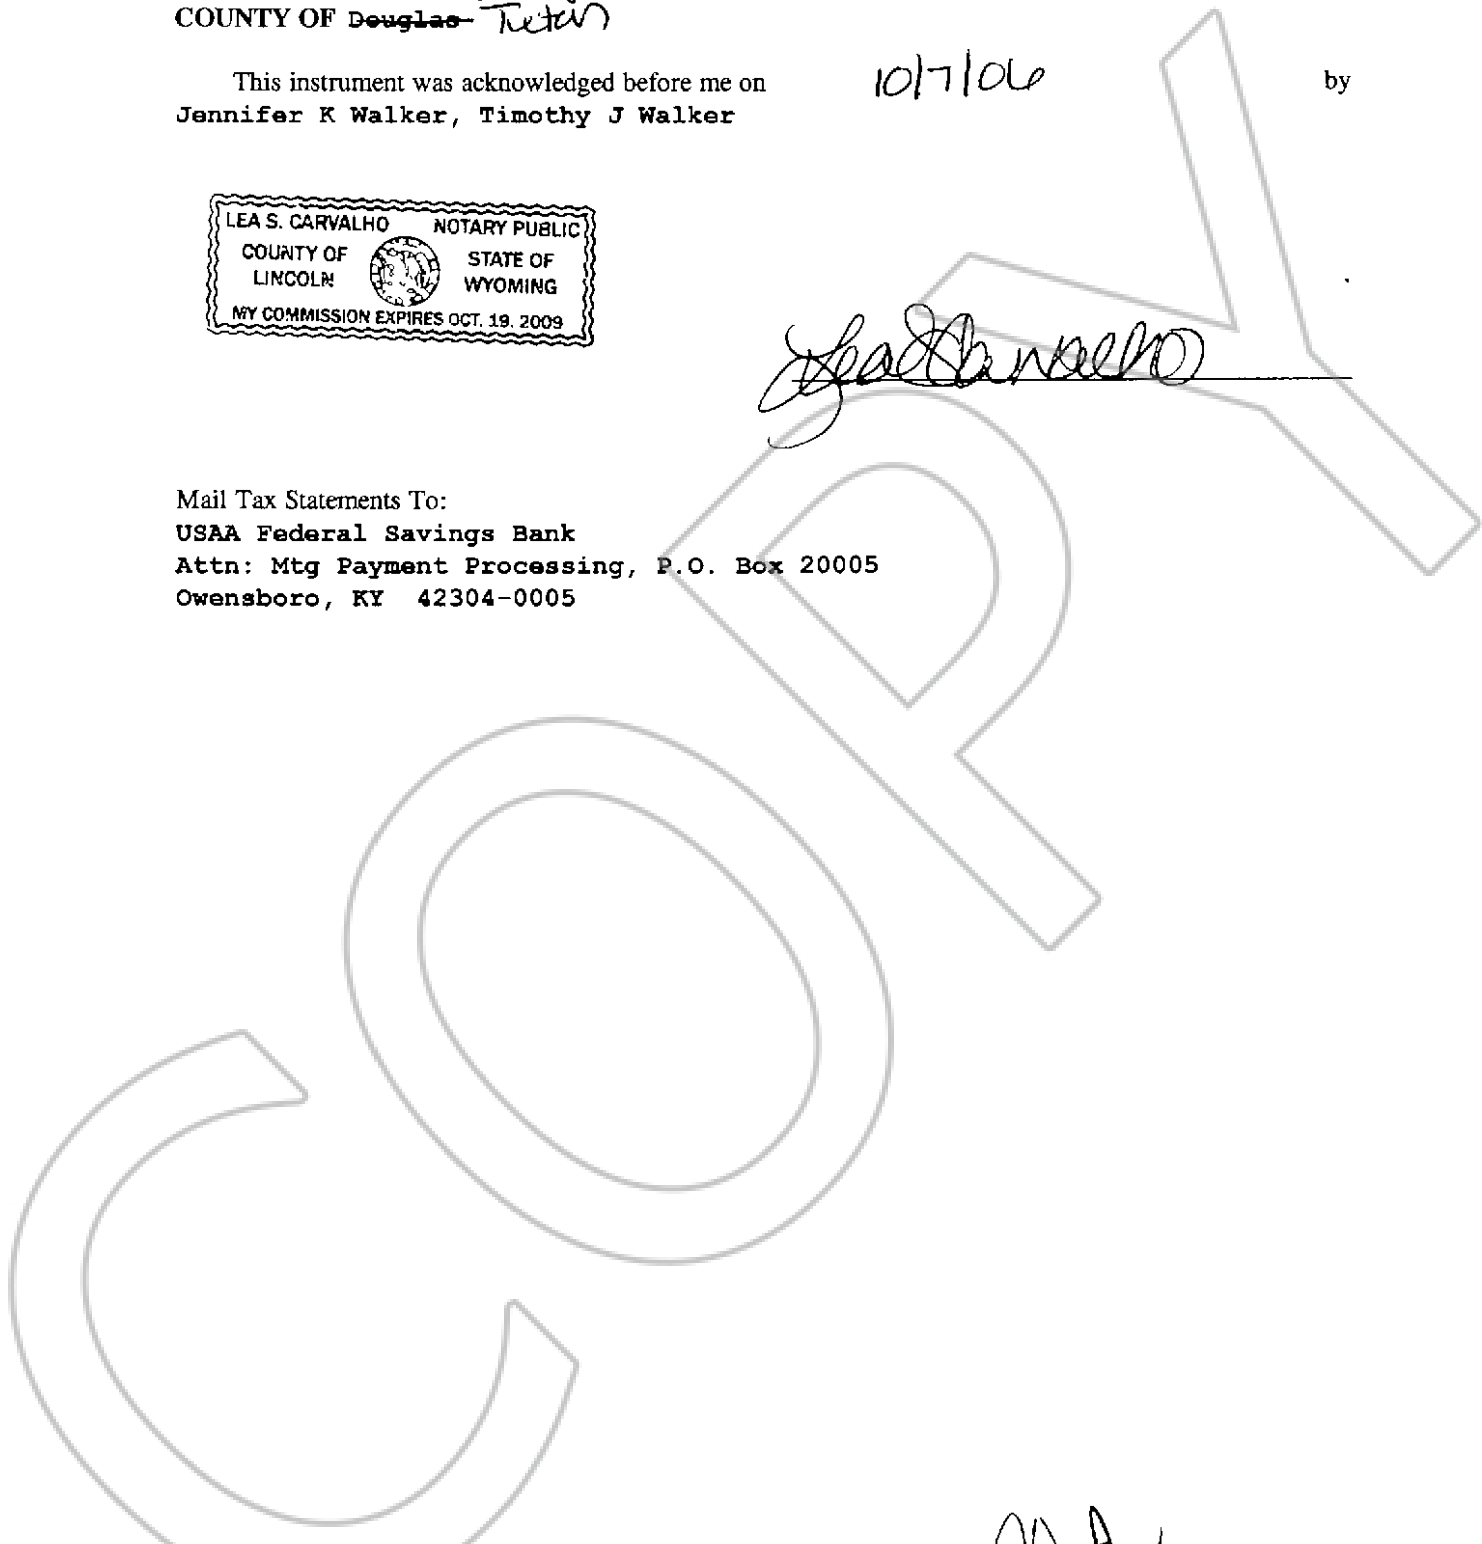 COUNTY OF Douglas Teton
This instrument was acknowledged before me on 10/7/06 by
Jennifer K Walker, Timothy J Walker
LEA S. CARVALHO NOTARY PUBLIC
COUNTY OF LINCOLN STATE OF WYOMING
MY COMMISSION EXPIRES OCT. 19, 2009
Lea S Carvalho
Mail Tax Statements To:
USAA Federal Savings Bank
Attn: Mtg Payment Processing, P.O. Box 20005
Owensboro, KY 42304-0005
COPY